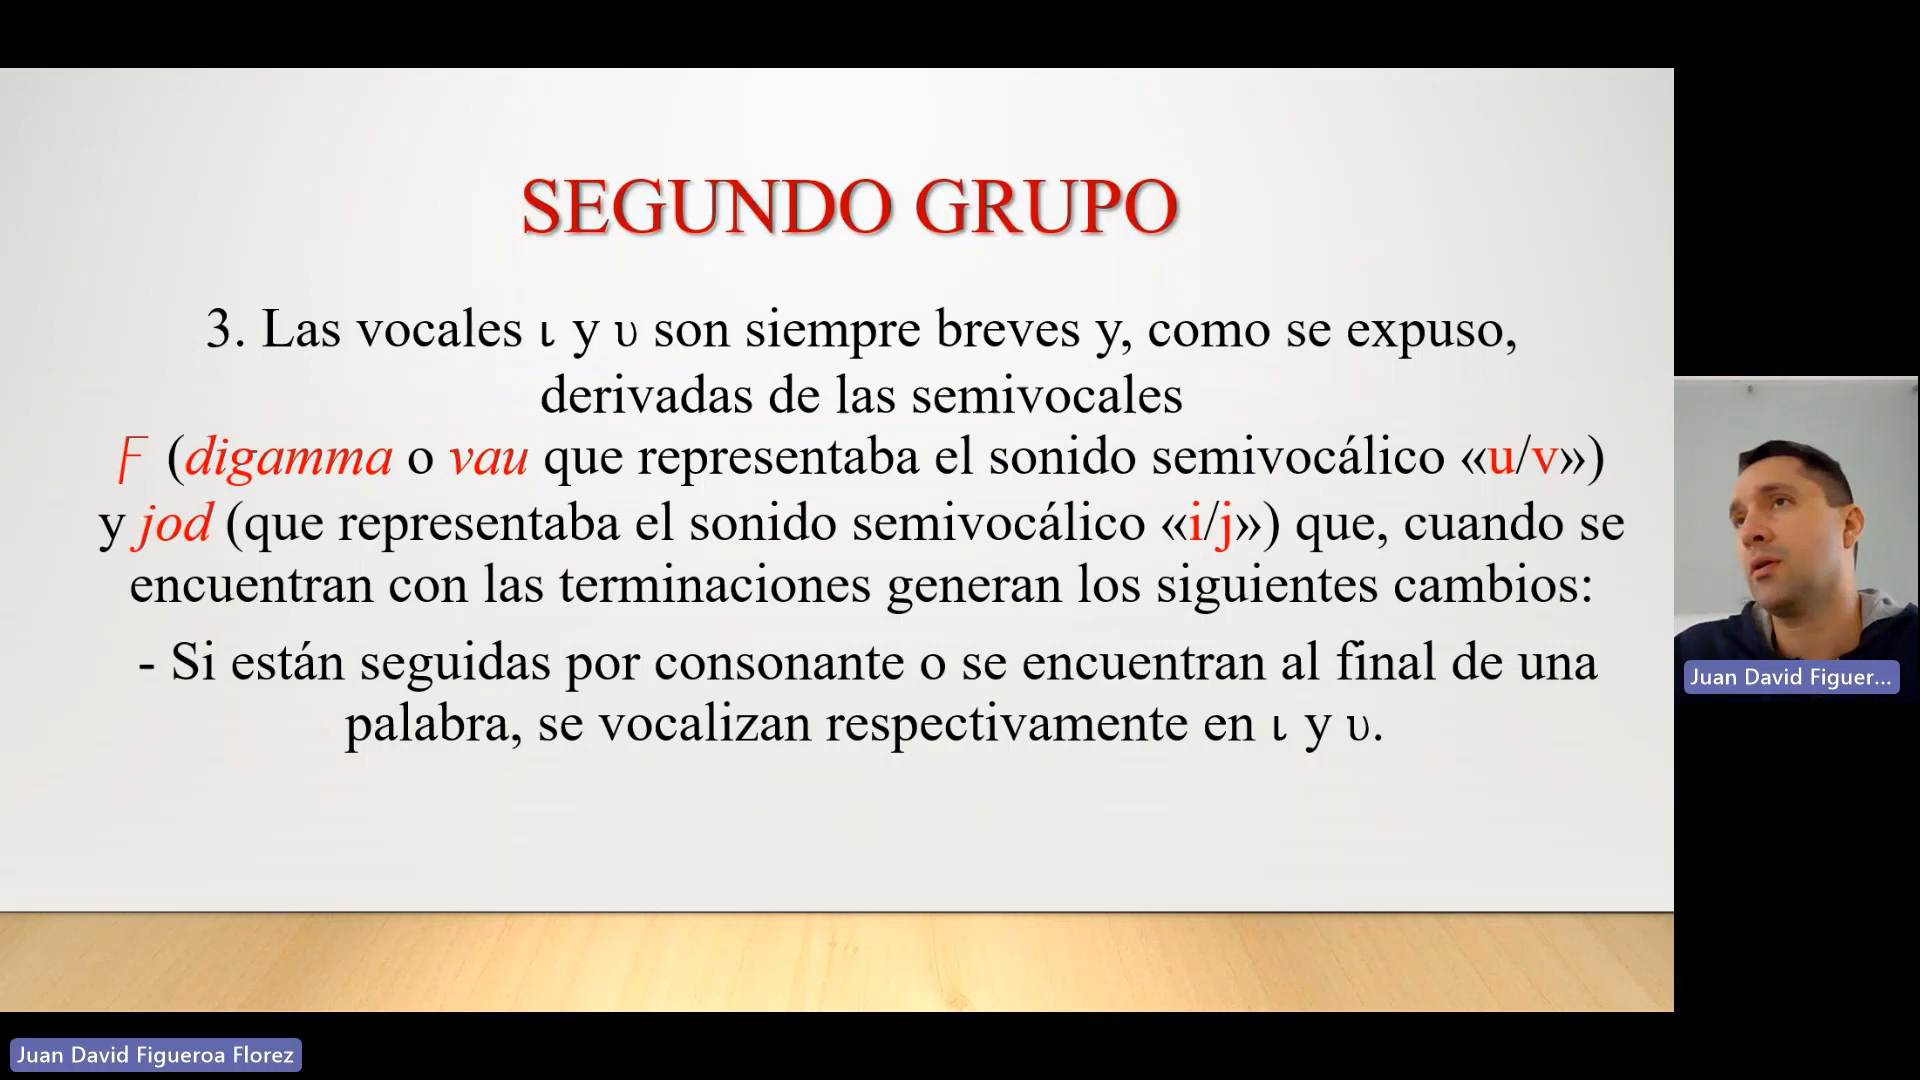 SEGUNDO GRUPO
3. Las vocales ι y υ son siempre breves y, como se expuso,
derivadas de las semivocales
Ϝ (digamma o vau que representaba el sonido semivocálico «u/v»)
y jod (que representaba el sonido semivocálico «i/j») que, cuando se
encuentran con las terminaciones generan los siguientes cambios:
- Si están seguidas por consonante o se encuentran al final de una
palabra, se vocalizan respectivamente en ι y υ.
Juan David Figuer...
Juan David Figueroa Florez